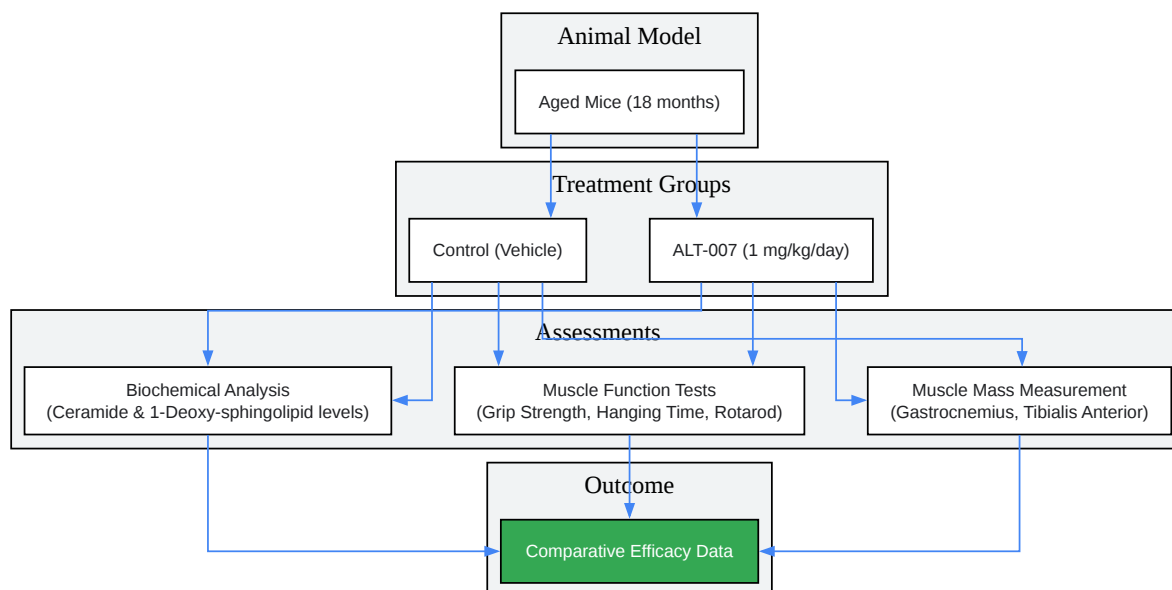 Animal Model
Aged Mice (18 months)
Treatment Groups
Control (Vehicle)
ALT-007 (1 mg/kg/day)
Assessments
Biochemical Analysis
(Ceramide & 1-Deoxy-sphingolipid levels)
Muscle Function Tests
(Grip Strength, Hanging Time, Rotarod)
Muscle Mass Measurement
(Gastrocnemius, Tibialis Anterior)
Outcome
Comparative Efficacy Data